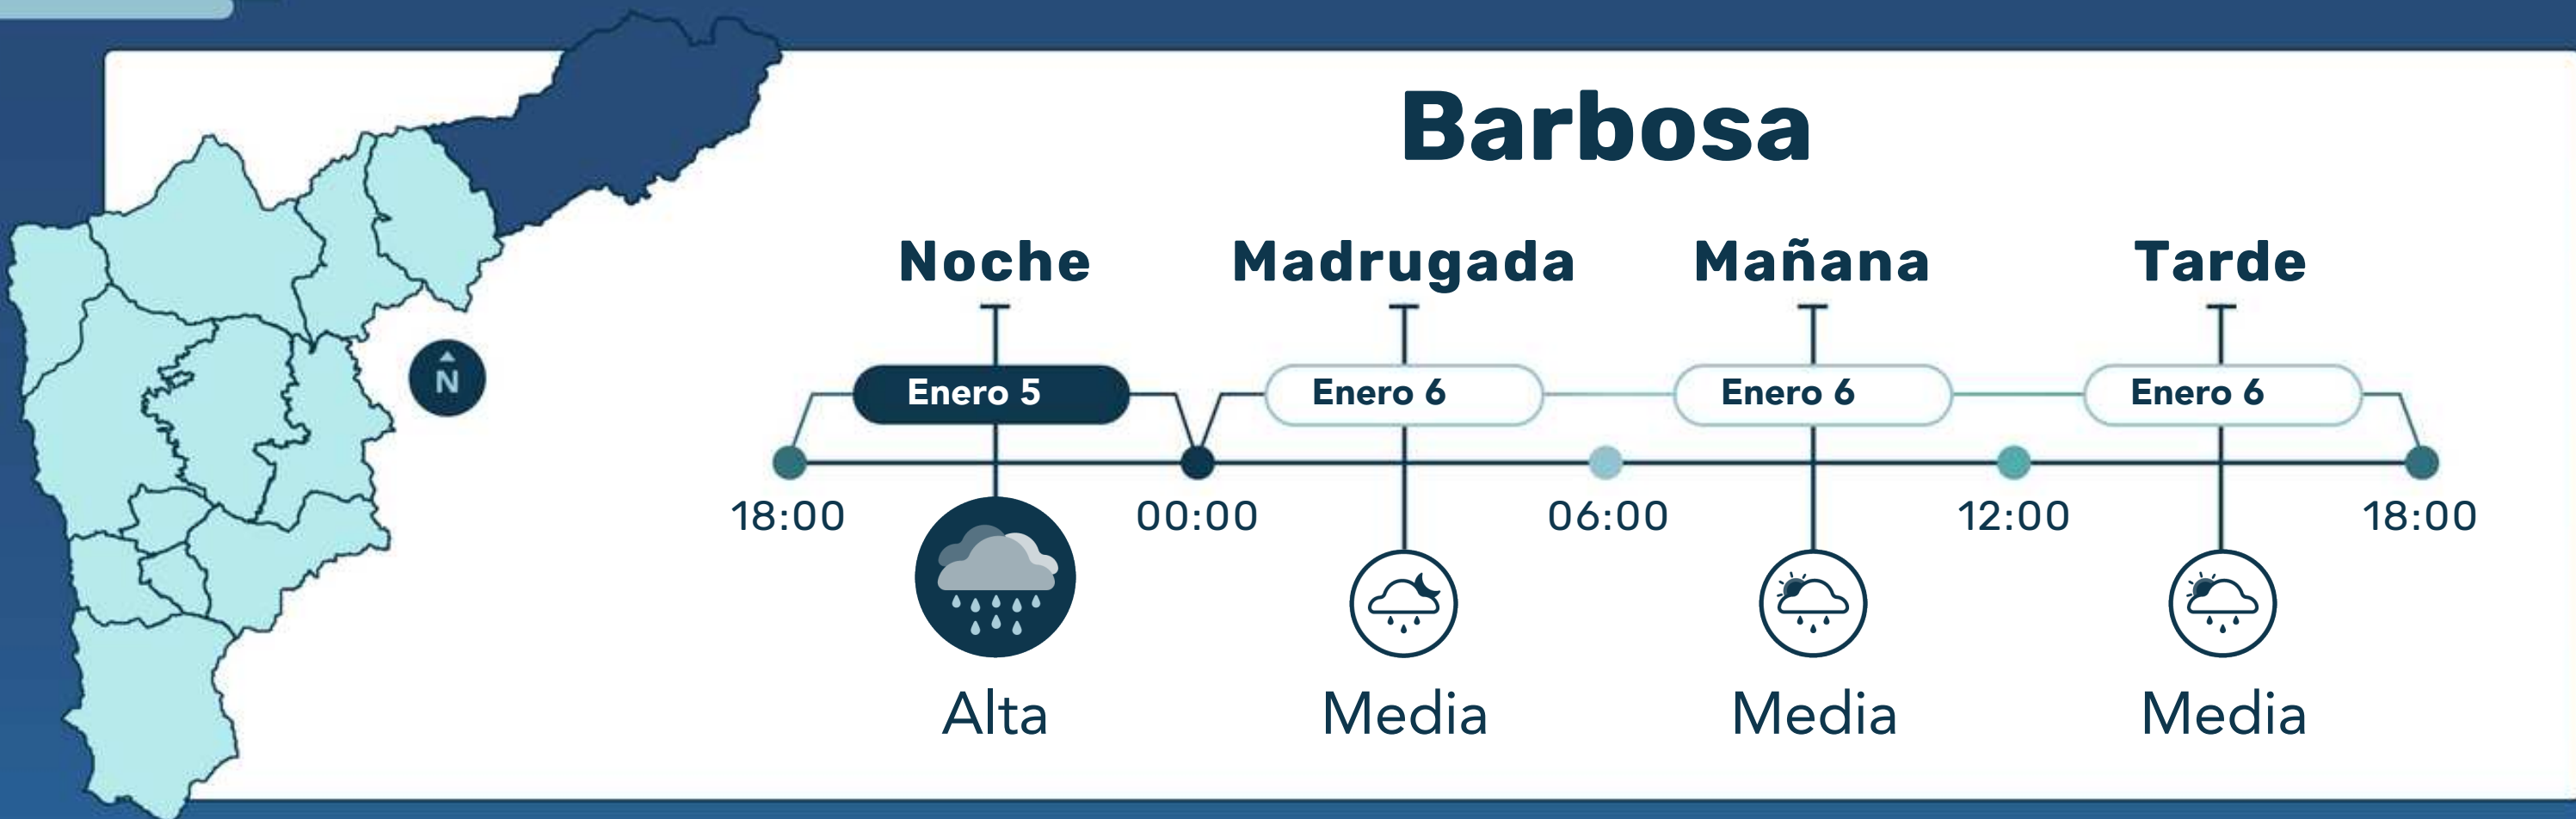 Barbosa
Noche Madrugada Mañana Tarde
Enero 5 Enero 6 Enero 6 Enero 6
N
18:00 00:00 06:00 12:00 18:00
Alta Media Media Media